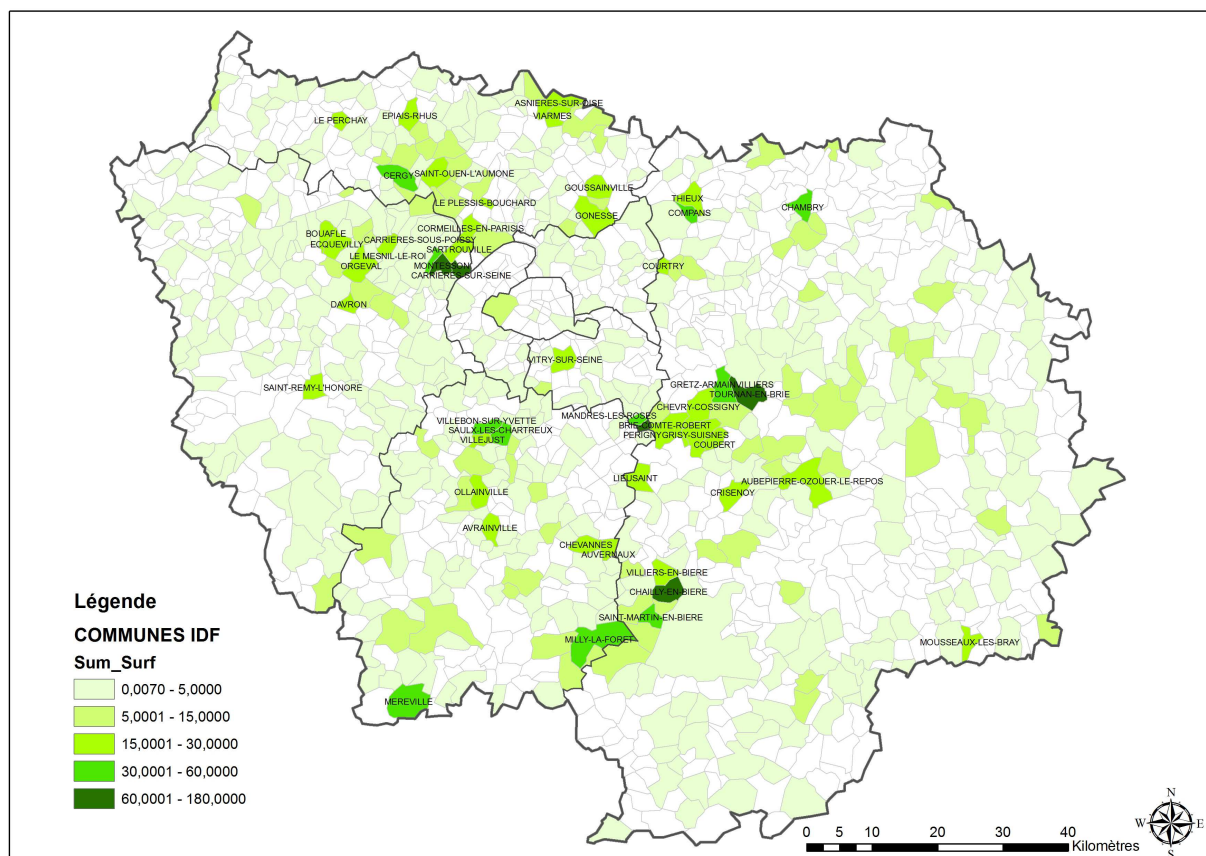 ASNIERES-SUR-OISE
VIARMES
LE PERCHAY
EPIAIS-RHUS
CERGY
SAINT-OUEN-L'AUMONE
GOUSSAINVILLE
THIEUX
COMPANS
CHAMBRY
LE PLESSIS-BOUCHARD
GONESSE
CORMEILLES-EN-PARISIS
BOUAFLE
ECQUEVILLY
CARRIERES-SOUS-POISSY
SARTROUVILLE
LE MESNIL-LE-ROI
ORGEVAL
MONTESSON
CARRIERES-SUR-SEINE
COURTRY
DAVRON
VITRY-SUR-SEINE
SAINT-REMY-L'HONORE
GRETZ-ARMAINVILLIERS
TOURNAN-EN-BRIE
CHEVRY-COSSIGNY
MANDRES-LES-ROSES
BRIE-COMTE-ROBERT
PERIGNY
GRISY-SUISNES
COUBERT
VILLEBON-SUR-YVETTE
SAULX-LES-CHARTREUX
VILLEJUST
LIEUSAINT
AUBEPIERRE-OZOUER-LE-REPOS
CRISENOY
OLLAINVILLE
AVRAINVILLE
CHEVANNES
AUVERNAUX
VILLIERS-EN-BIERE
CHAILLY-EN-BIERE
SAINT-MARTIN-EN-BIERE
MILLY-LA-FORET
MOUSSEAUX-LES-BRAY
MEREVILLE
Légende
COMMUNES IDF
Sum_Surf
0,0070 - 5,0000
5,0001 - 15,0000
15,0001 - 30,0000
30,0001 - 60,0000
60,0001 - 180,0000
N
W E
S
0 5 10 20 30 40
Kilomètres